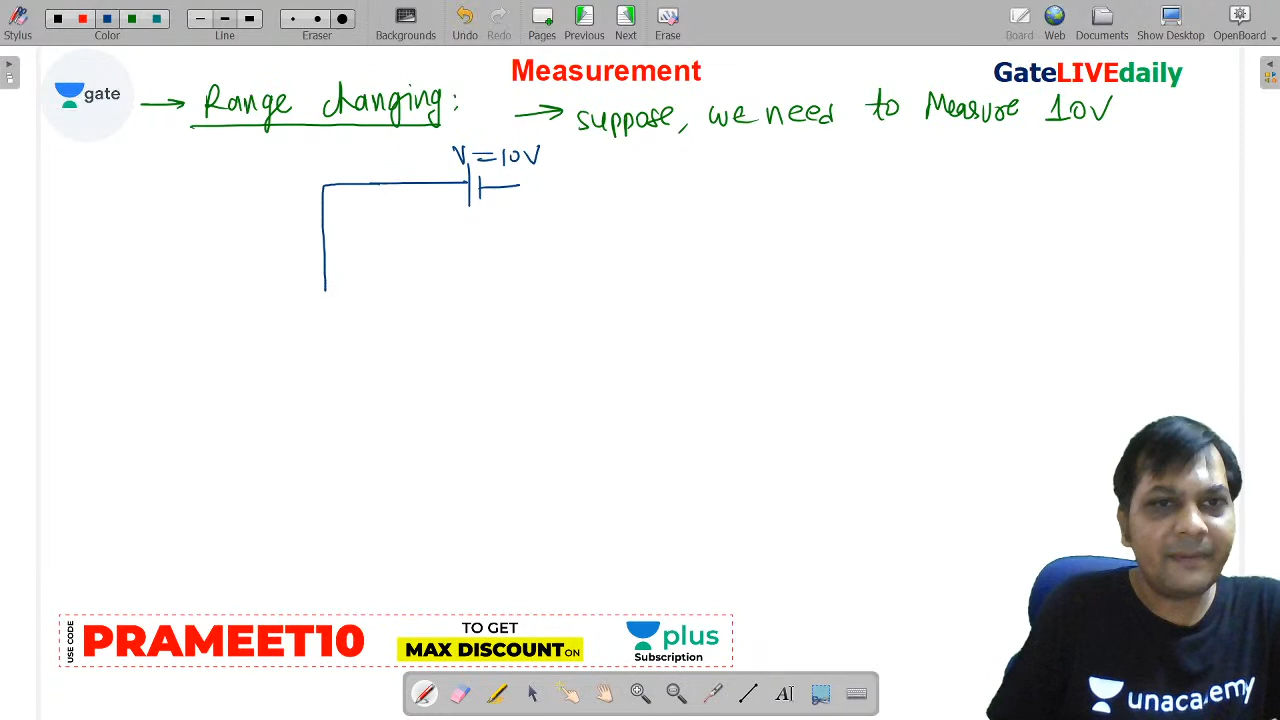 Stylus Color Line Eraser Backgrounds Undo Redo Pages Previous Next Erase Board Web Documents Show Desktop OpenBoard
Measurement
GateLIVEdaily
gate
→ Range changing: → suppose, we need to Measure 10V
V=10V
USE CODE
PRAMEET10
TO GET
MAX DISCOUNT ON
plus
Subscription
unacademy